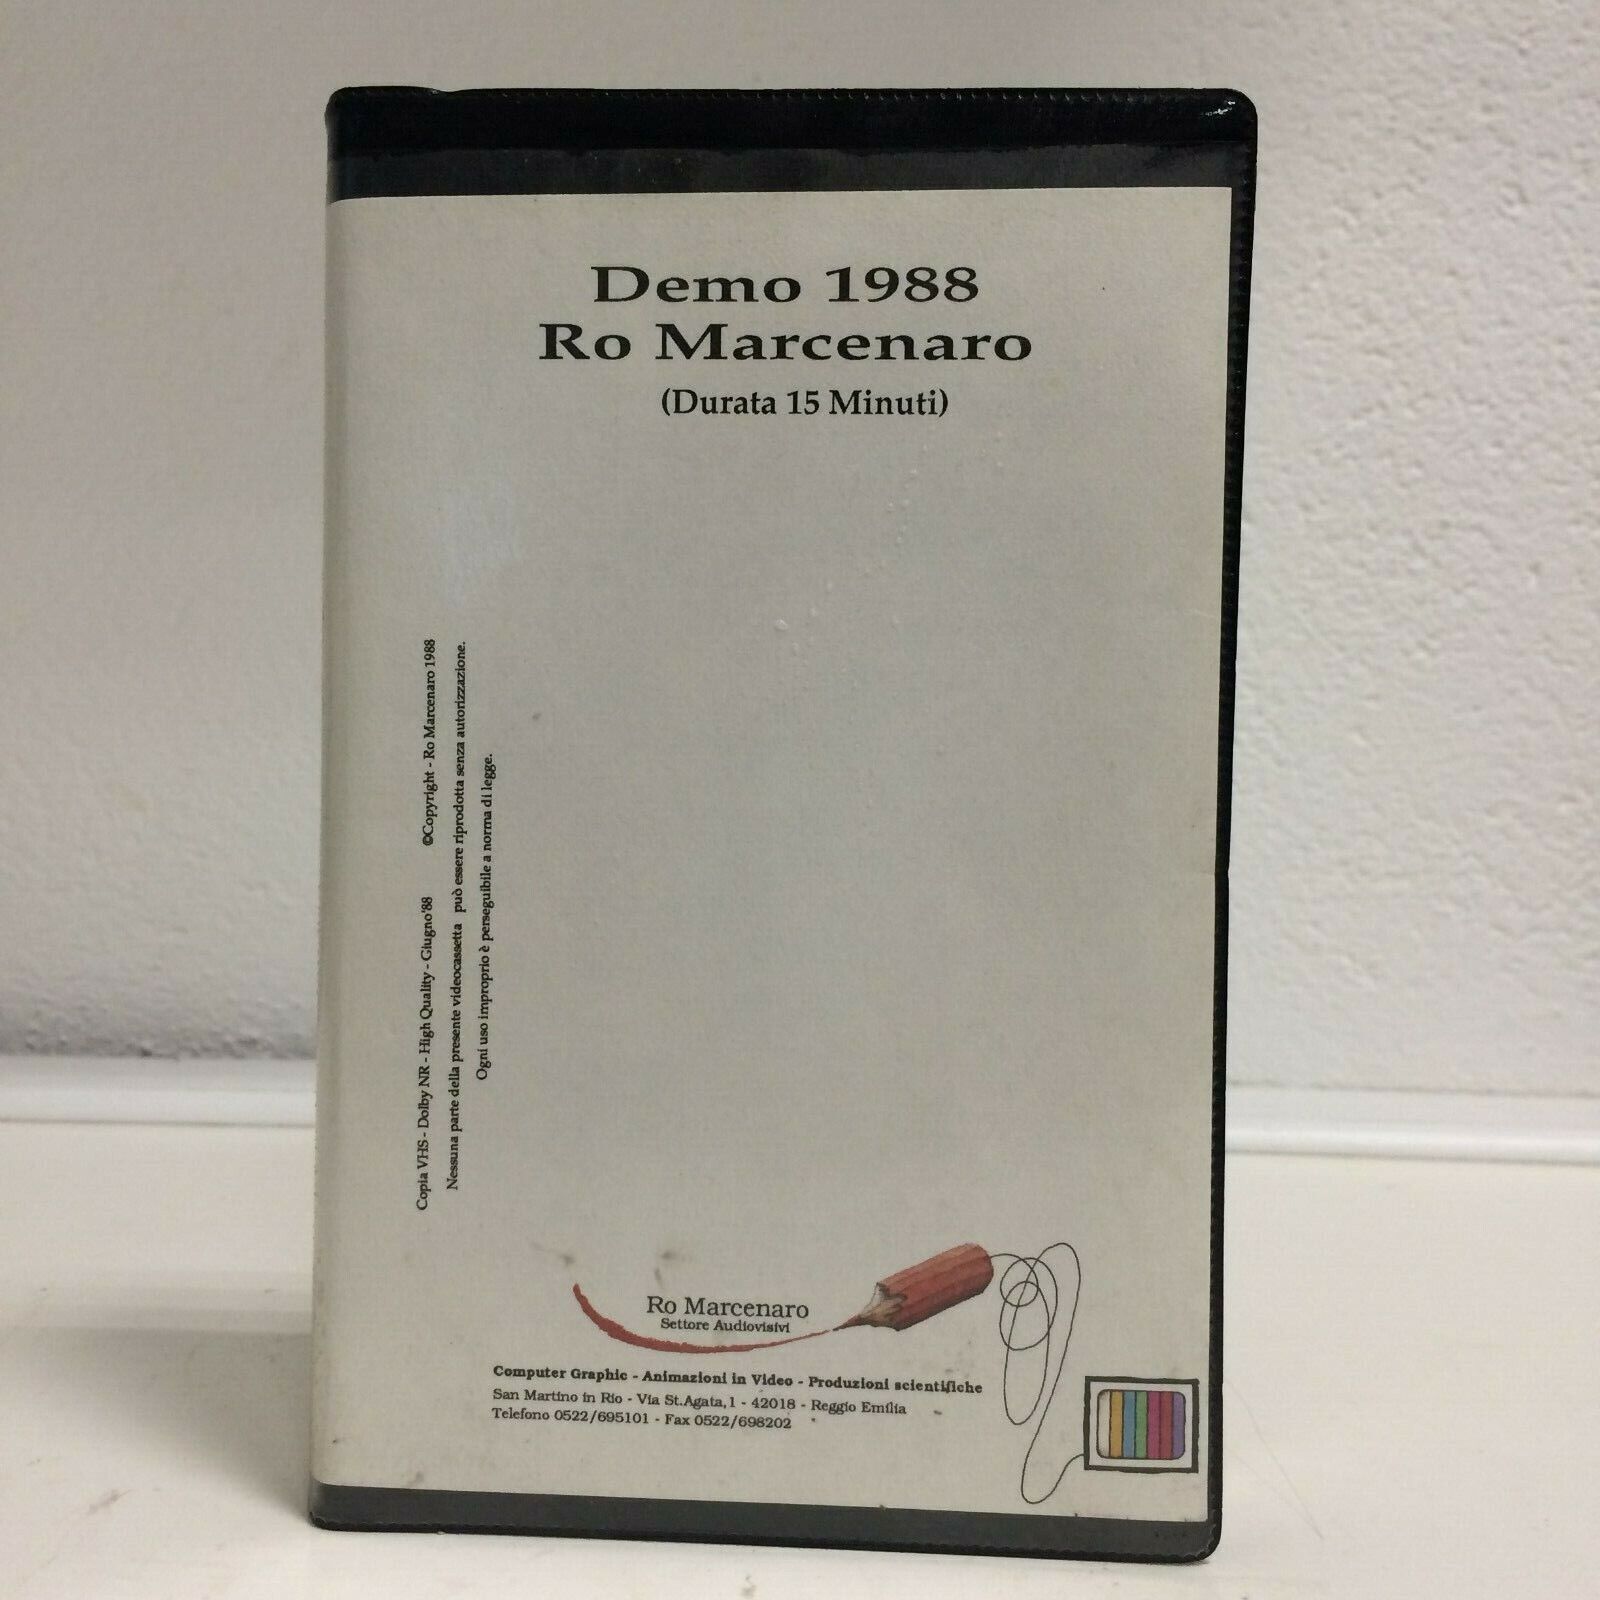 Demo 1988
Ro Marcenaro
(Durata 15 Minuti)
Copia VHS - Dolby NR - High Quality - Giugno'88 ©Copyright - Ro Marcenaro 1988
Nessuna parte della presente videocassetta può essere riprodotta senza autorizzazione.
Ogni uso improprio è perseguibile a norma di legge.
Ro Marcenaro
Settore Audiovisivi
Computer Graphic - Animazioni in Video - Produzioni scientifiche
San Martino in Rio - Via St.Agata,1 - 42018 - Reggio Emilia
Telefono 0522/695101 - Fax 0522/698202